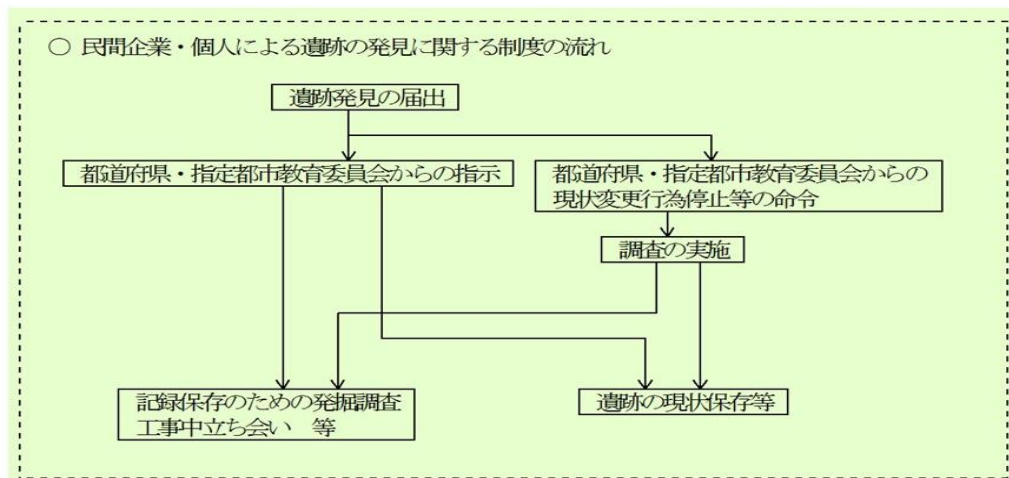 ○ 民間企業・個人による遺跡の発見に関する制度の流れ
遺跡発見の届出
都道府県・指定都市教育委員会からの指示
都道府県・指定都市教育委員会からの
現状変更行為停止等の命令
調査の実施
記録保存のための発掘調査
工事中立ち会い　等
遺跡の現状保存等